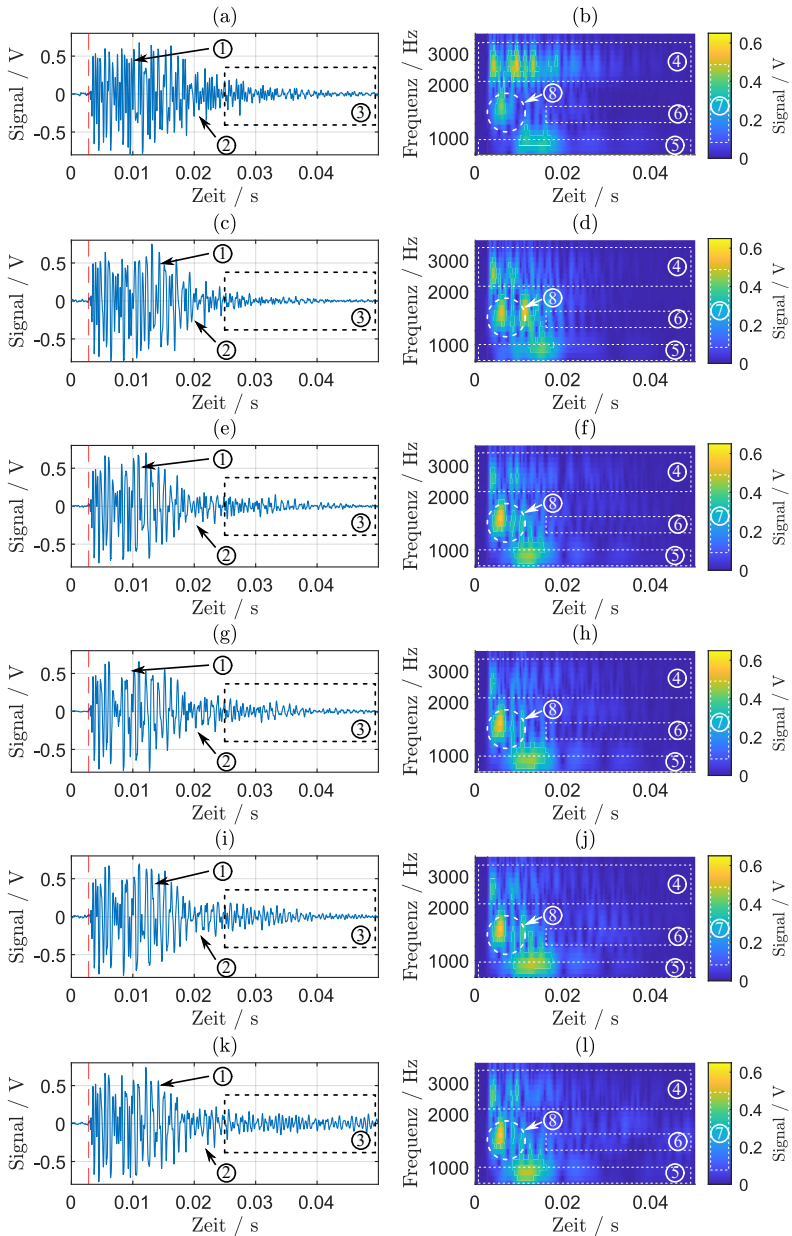 (a) (b)
Signal / V
0.5
0
-0.5
① ② ③
0 0.01 0.02 0.03 0.04
Zeit / s
Frequenz / Hz
3000
2000
1000
④ ⑧ ⑥ ⑤
0 0.02 0.04
Zeit / s
0.6
0.4
0.2
0
⑦
Signal / V
(c) (d)
Signal / V
0.5
0
-0.5
① ② ③
0 0.01 0.02 0.03 0.04
Zeit / s
Frequenz / Hz
3000
2000
1000
④ ⑧ ⑥ ⑤
0 0.02 0.04
Zeit / s
0.6
0.4
0.2
0
⑦
Signal / V
(e) (f)
Signal / V
0.5
0
-0.5
① ② ③
0 0.01 0.02 0.03 0.04
Zeit / s
Frequenz / Hz
3000
2000
1000
④ ⑧ ⑥ ⑤
0 0.02 0.04
Zeit / s
0.6
0.4
0.2
0
⑦
Signal / V
(g) (h)
Signal / V
0.5
0
-0.5
① ② ③
0 0.01 0.02 0.03 0.04
Zeit / s
Frequenz / Hz
3000
2000
1000
④ ⑧ ⑥ ⑤
0 0.02 0.04
Zeit / s
0.6
0.4
0.2
0
⑦
Signal / V
(i) (j)
Signal / V
0.5
0
-0.5
① ② ③
0 0.01 0.02 0.03 0.04
Zeit / s
Frequenz / Hz
3000
2000
1000
④ ⑧ ⑥ ⑤
0 0.02 0.04
Zeit / s
0.6
0.4
0.2
0
⑦
Signal / V
(k) (l)
Signal / V
0.5
0
-0.5
① ② ③
0 0.01 0.02 0.03 0.04
Zeit / s
Frequenz / Hz
3000
2000
1000
④ ⑧ ⑥ ⑤
0 0.02 0.04
Zeit / s
0.6
0.4
0.2
0
⑦
Signal / V